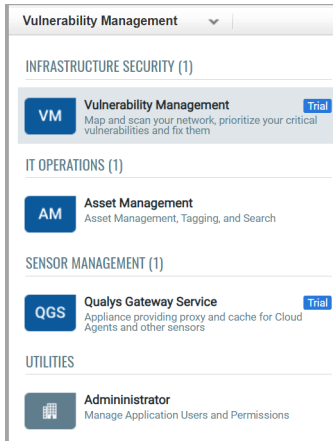 Vulnerability Management
INFRASTRUCTURE SECURITY (1)
VM
Vulnerability Management
Trial
Map and scan your network, prioritize your critical
vulnerabilities and fix them
IT OPERATIONS (1)
AM
Asset Management
Asset Management, Tagging, and Search
SENSOR MANAGEMENT (1)
QGS
Qualys Gateway Service
Trial
Appliance providing proxy and cache for Cloud
Agents and other sensors
UTILITIES
Admininistrator
Manage Application Users and Permissions